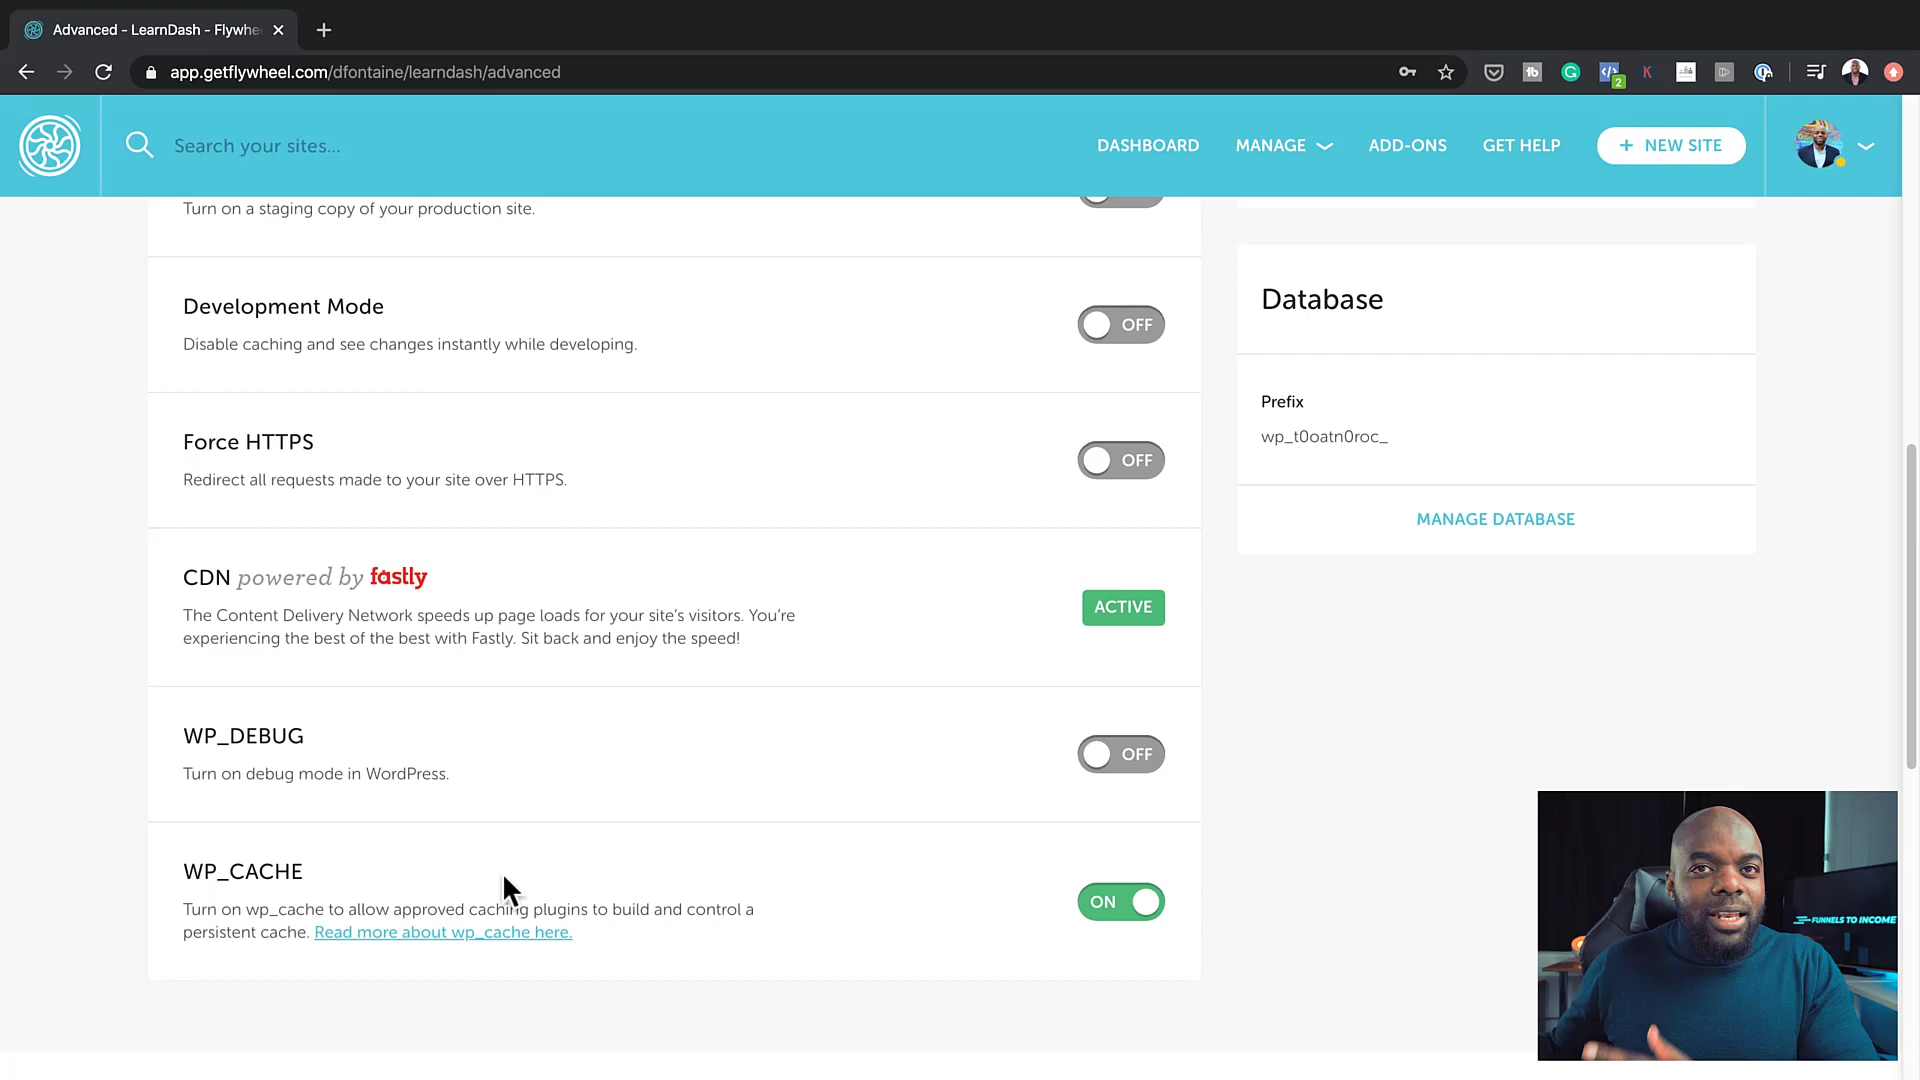 Advanced - LearnDash - Flywhe
app.getflywheel.com/dfontaine/learndash/advanced
tb
G
</>
2
K
Search your sites...
DASHBOARD
MANAGE
ADD-ONS
GET HELP
+ NEW SITE
Turn on a staging copy of your production site.
Development Mode
OFF
Disable caching and see changes instantly while developing.
Force HTTPS
OFF
Redirect all requests made to your site over HTTPS.
CDN powered by fastly
The Content Delivery Network speeds up page loads for your site's visitors. You're
experiencing the best of the best with Fastly. Sit back and enjoy the speed!
ACTIVE
WP_DEBUG
OFF
Turn on debug mode in WordPress.
WP_CACHE
Turn on wp_cache to allow approved caching plugins to build and control a
persistent cache. Read more about wp_cache here.
ON
Database
Prefix
wp_t0oatn0roc_
MANAGE DATABASE
FUNNELS TO INCOME